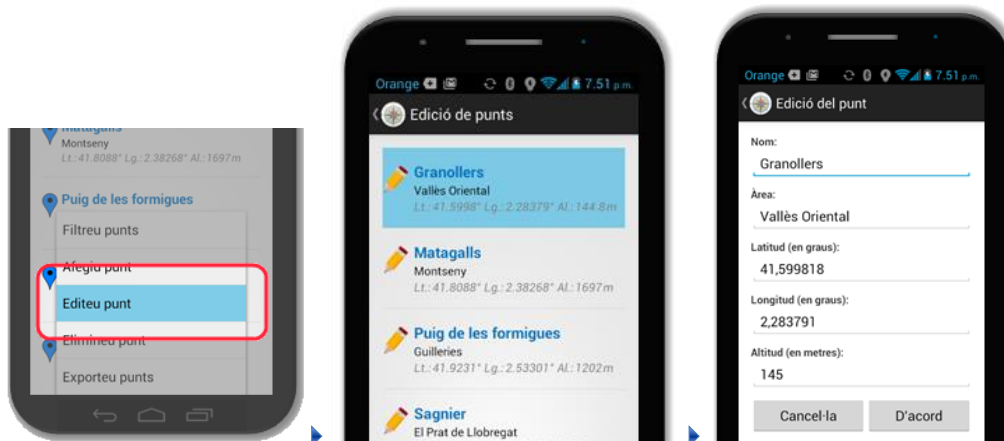 Matagalls
Montseny
Lt.: 41.8088° Lg.: 2.38268° Al.: 1697m
Puig de les formigues
Filtreu punts
Afegiu punt
Editeu punt
Elimineu punt
Exporteu punts
Orange 7.51 p.m.
Edició de punts
Granollers
Vallès Oriental
Lt.: 41.5998° Lg.: 2.28379° Al.: 144.8m
Matagalls
Montseny
Lt.: 41.8088° Lg.: 2.38268° Al.: 1697m
Puig de les formigues
Guilleries
Lt.: 41.9231° Lg.: 2.53301° Al.: 1202m
Sagnier
El Prat de Llobregat
Orange 7.51 p.m.
Edició del punt
Nom:
Granollers
Àrea:
Vallès Oriental
Latitud (en graus):
41,599818
Longitud (en graus):
2,283791
Altitud (en metres):
145
Cancel·la D'acord